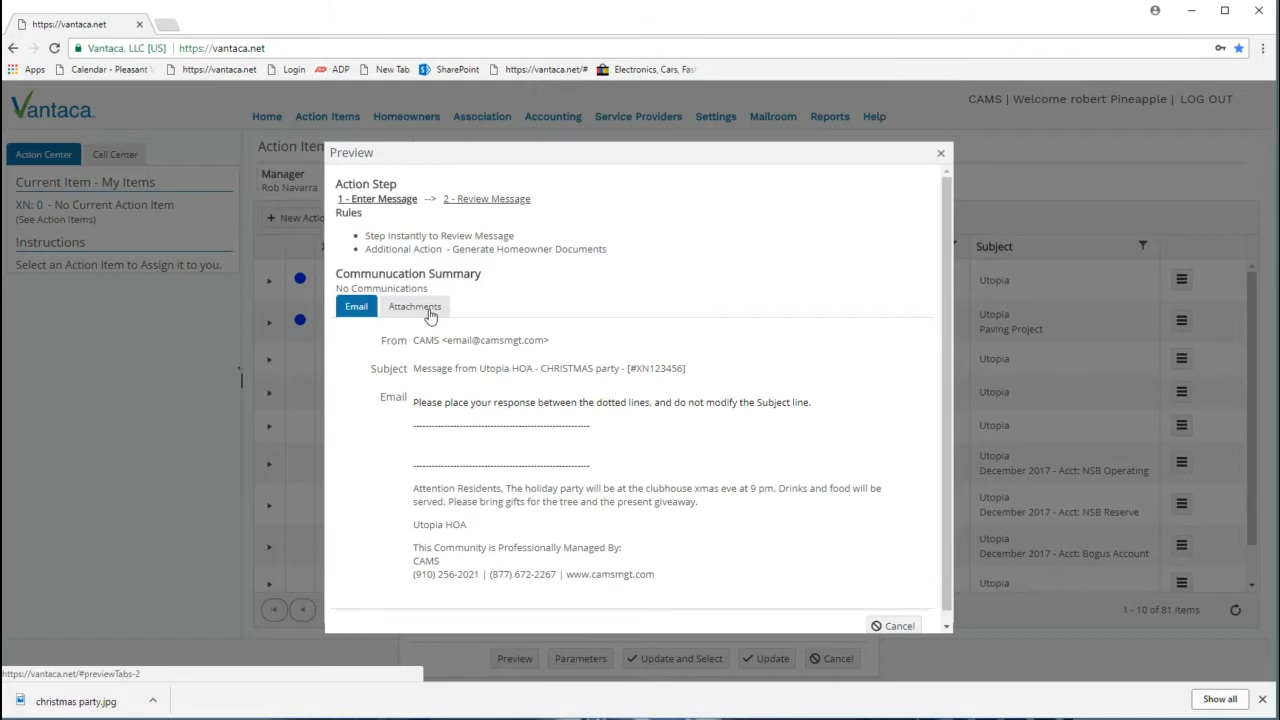 https://vantaca.net
Vantaca, LLC [US] | https://vantaca.net
Apps Calendar - Pleasant https://vantaca.net Login ADP New Tab SharePoint https://vantaca.net/# Electronics, Cars, Fas
Vantaca
CAMS | Welcome robert Pineapple | LOG OUT
Home Action Items Homeowners Association Accounting Service Providers Settings Mailroom Reports Help
Action Center Call Center
Current Item - My Items
XN: 0 - No Current Action Item
(See Action Items)
Instructions
Select an Action Item to Assign it to you.
Action Iten
Manager
Rob Navarra
+ New Actio
Preview
Action Step
1 - Enter Message --> 2 - Review Message
Rules
Step Instantly to Review Message
Additional Action - Generate Homeowner Documents
Communucation Summary
No Communications
Email Attachments
From CAMS <email@camsmgt.com>
Subject Message from Utopia HOA - CHRISTMAS party - [#XN123456]
Email Please place your response between the dotted lines, and do not modify the Subject line.
---------------------------------------------------------
---------------------------------------------------------
Attention Residents, The holiday party will be at the clubhouse xmas eve at 9 pm. Drinks and food will be
served. Please bring gifts for the tree and the present giveaway.
Utopia HOA
This Community is Professionally Managed By:
CAMS
(910) 256-2021 | (877) 672-2267 | www.camsmgt.com
Cancel
Subject
Utopia
Utopia
Paving Project
Utopia
Utopia
Utopia
Utopia
December 2017 - Acct: NSB Operating
Utopia
December 2017 - Acct: NSB Reserve
Utopia
December 2017 - Acct: Bogus Account
Utopia
1 - 10 of 81 items
Preview Parameters Update and Select Update Cancel
https://vantaca.net/#previewTabs-2
christmas party.jpg
Show all